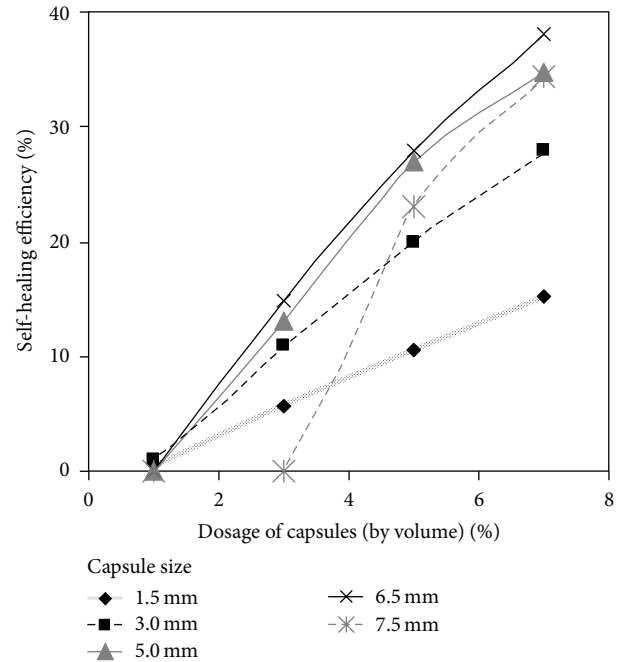 40
30
20
10
0
Self-healing efficiency (%)
0 2 4 6 8
Dosage of capsules (by volume) (%)
Capsule size
1.5 mm
3.0 mm
5.0 mm
6.5 mm
7.5 mm